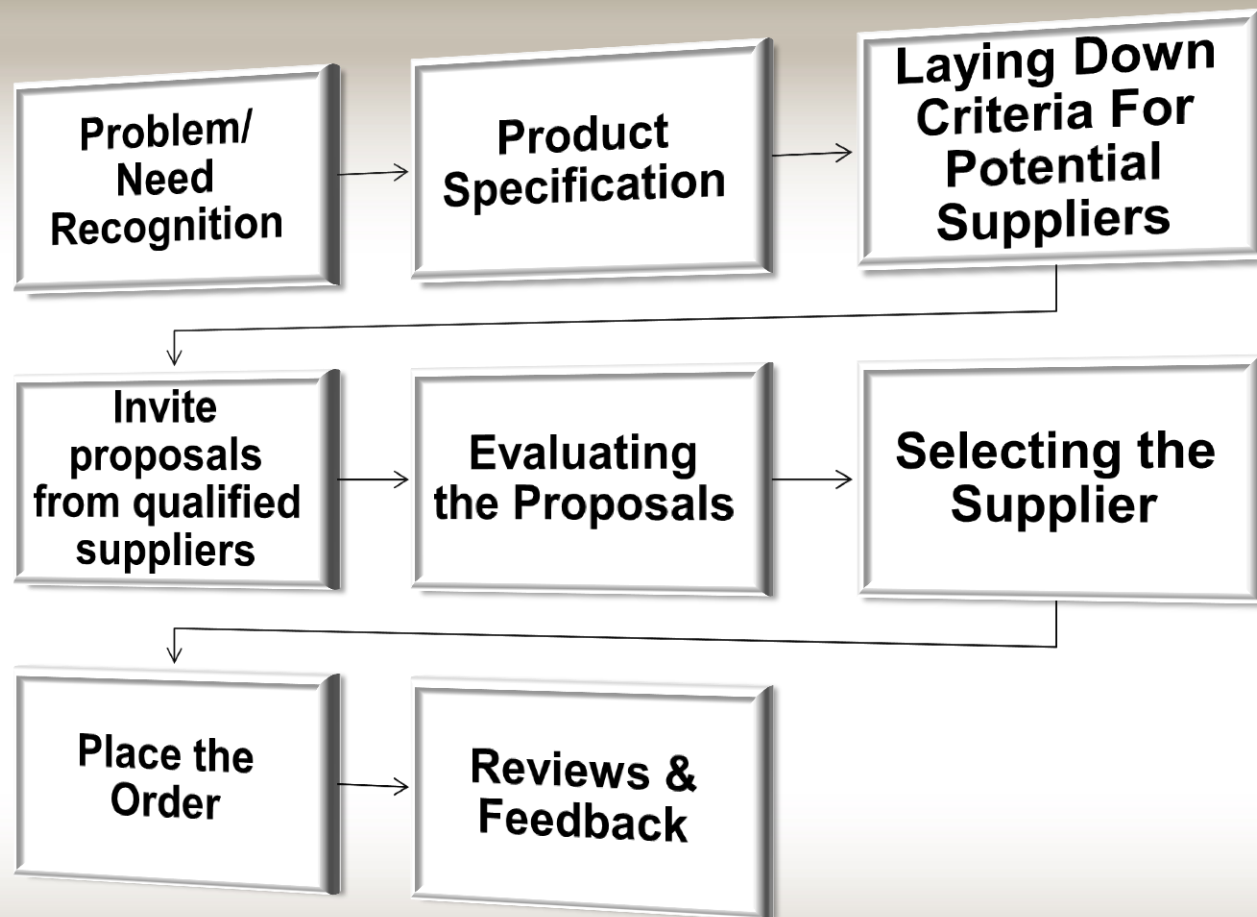 Problem/
Need
Recognition
Product
Specification
Laying Down
Criteria For
Potential
Suppliers
Invite
proposals
from qualified
suppliers
Evaluating
the Proposals
Selecting the
Supplier
Place the
Order
Reviews &
Feedback